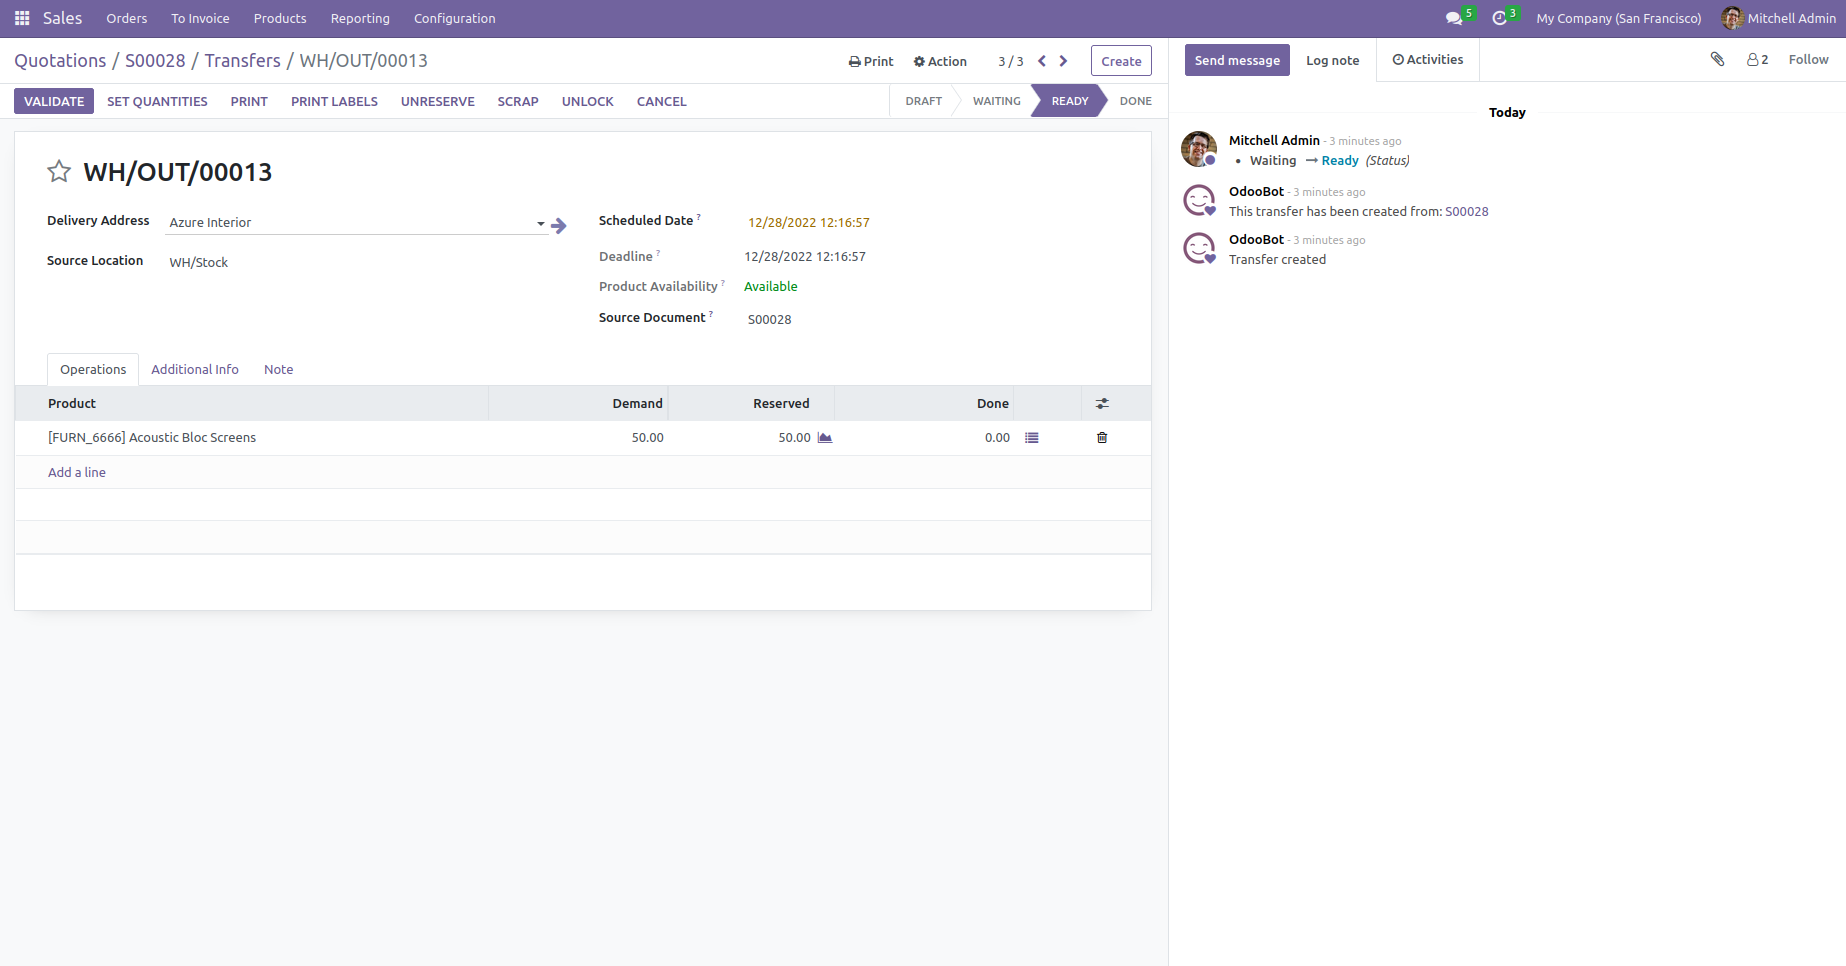 Sales Orders To Invoice Products Reporting Configuration 5 3 My Company (San Francisco) Mitchell Admin
Quotations / S00028 / Transfers / WH/OUT/00013 Print Action 3 / 3 Create
VALIDATE SET QUANTITIES PRINT PRINT LABELS UNRESERVE SCRAP UNLOCK CANCEL DRAFT WAITING READY DONE
WH/OUT/00013
Delivery Address Azure Interior Scheduled Date ? 12/28/2022 12:16:57
Deadline ? 12/28/2022 12:16:57
Source Location WH/Stock
Product Availability ? Available
Source Document ? S00028
Operations Additional Info Note
Product Demand Reserved Done
[FURN_6666] Acoustic Bloc Screens 50.00 50.00 0.00
Add a line
Send message Log note Activities 2 Follow
Today
Mitchell Admin - 3 minutes ago
• Waiting → Ready (Status)
OdooBot - 3 minutes ago
This transfer has been created from: S00028
OdooBot - 3 minutes ago
Transfer created